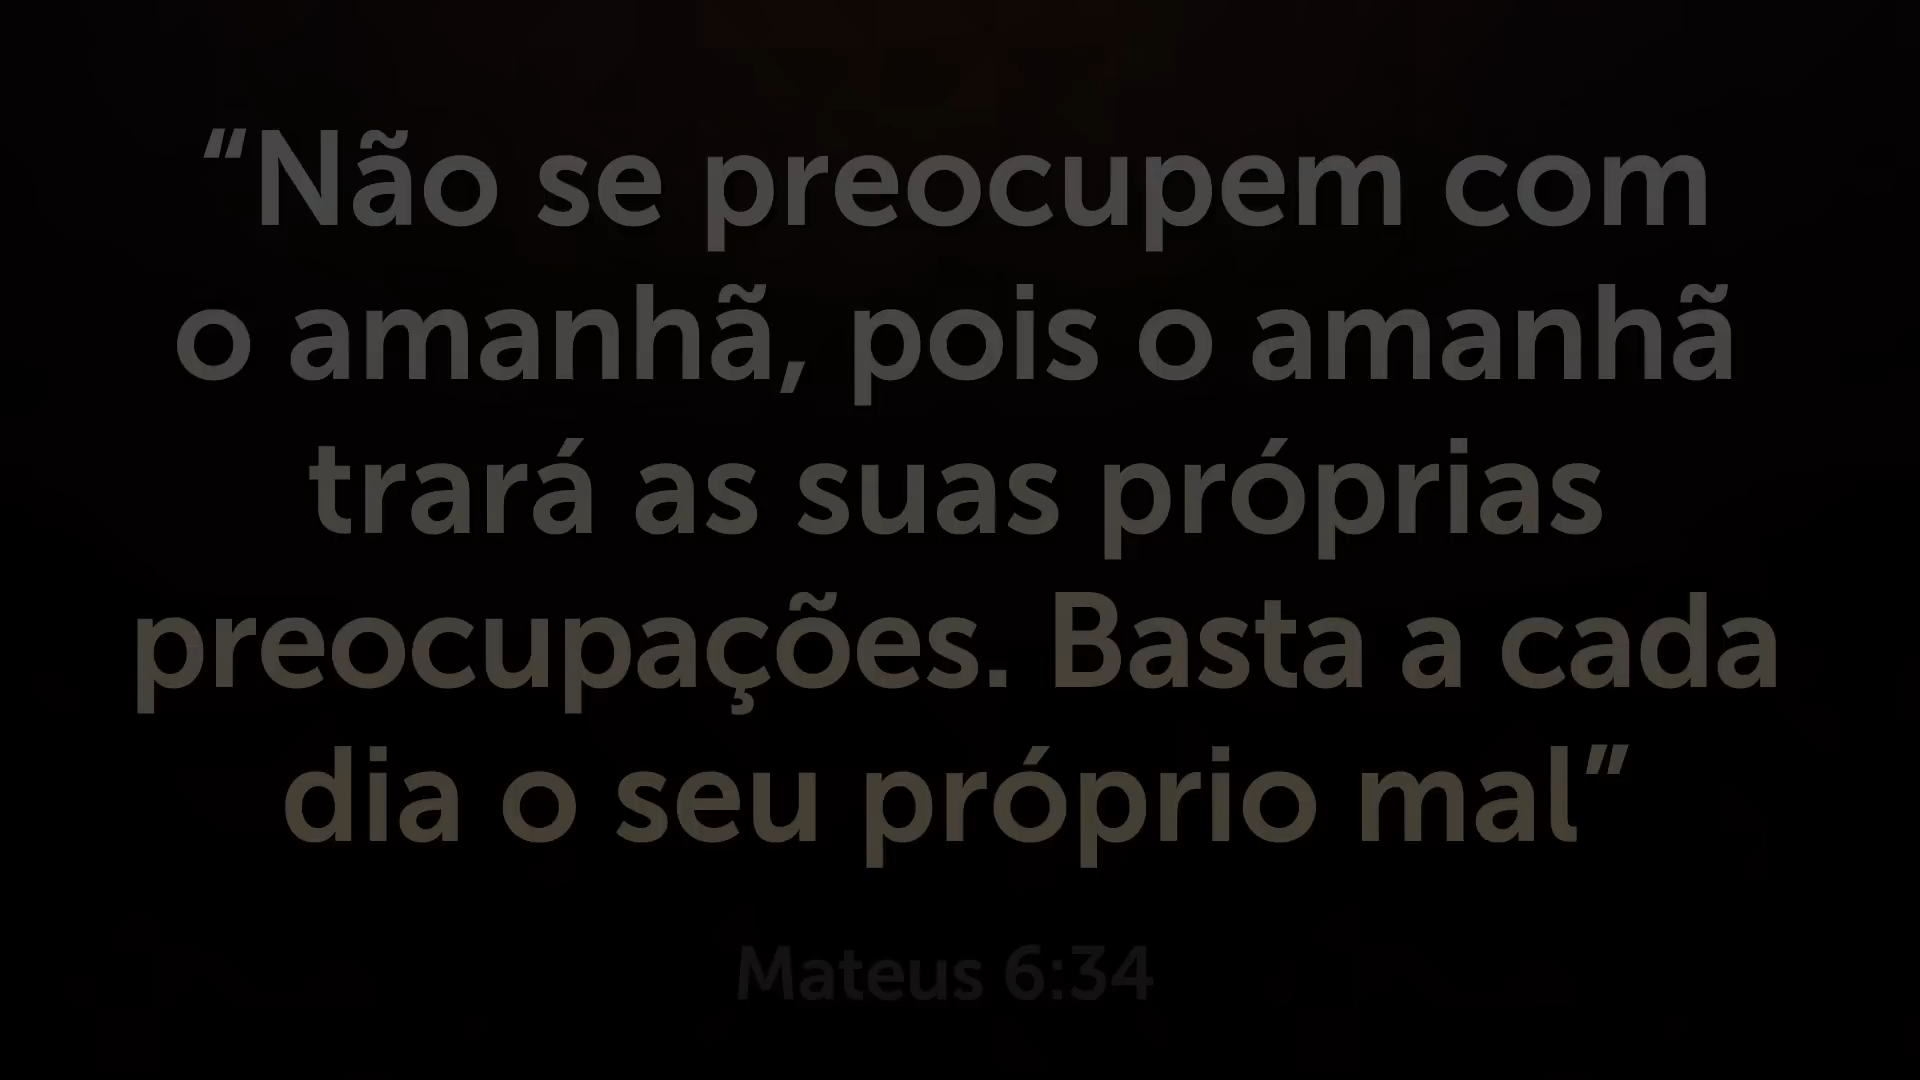 “Não se preocupem com
o amanhã, pois o amanhã
trará as suas próprias
preocupações. Basta a cada
dia o seu próprio mal”
Mateus 6:34